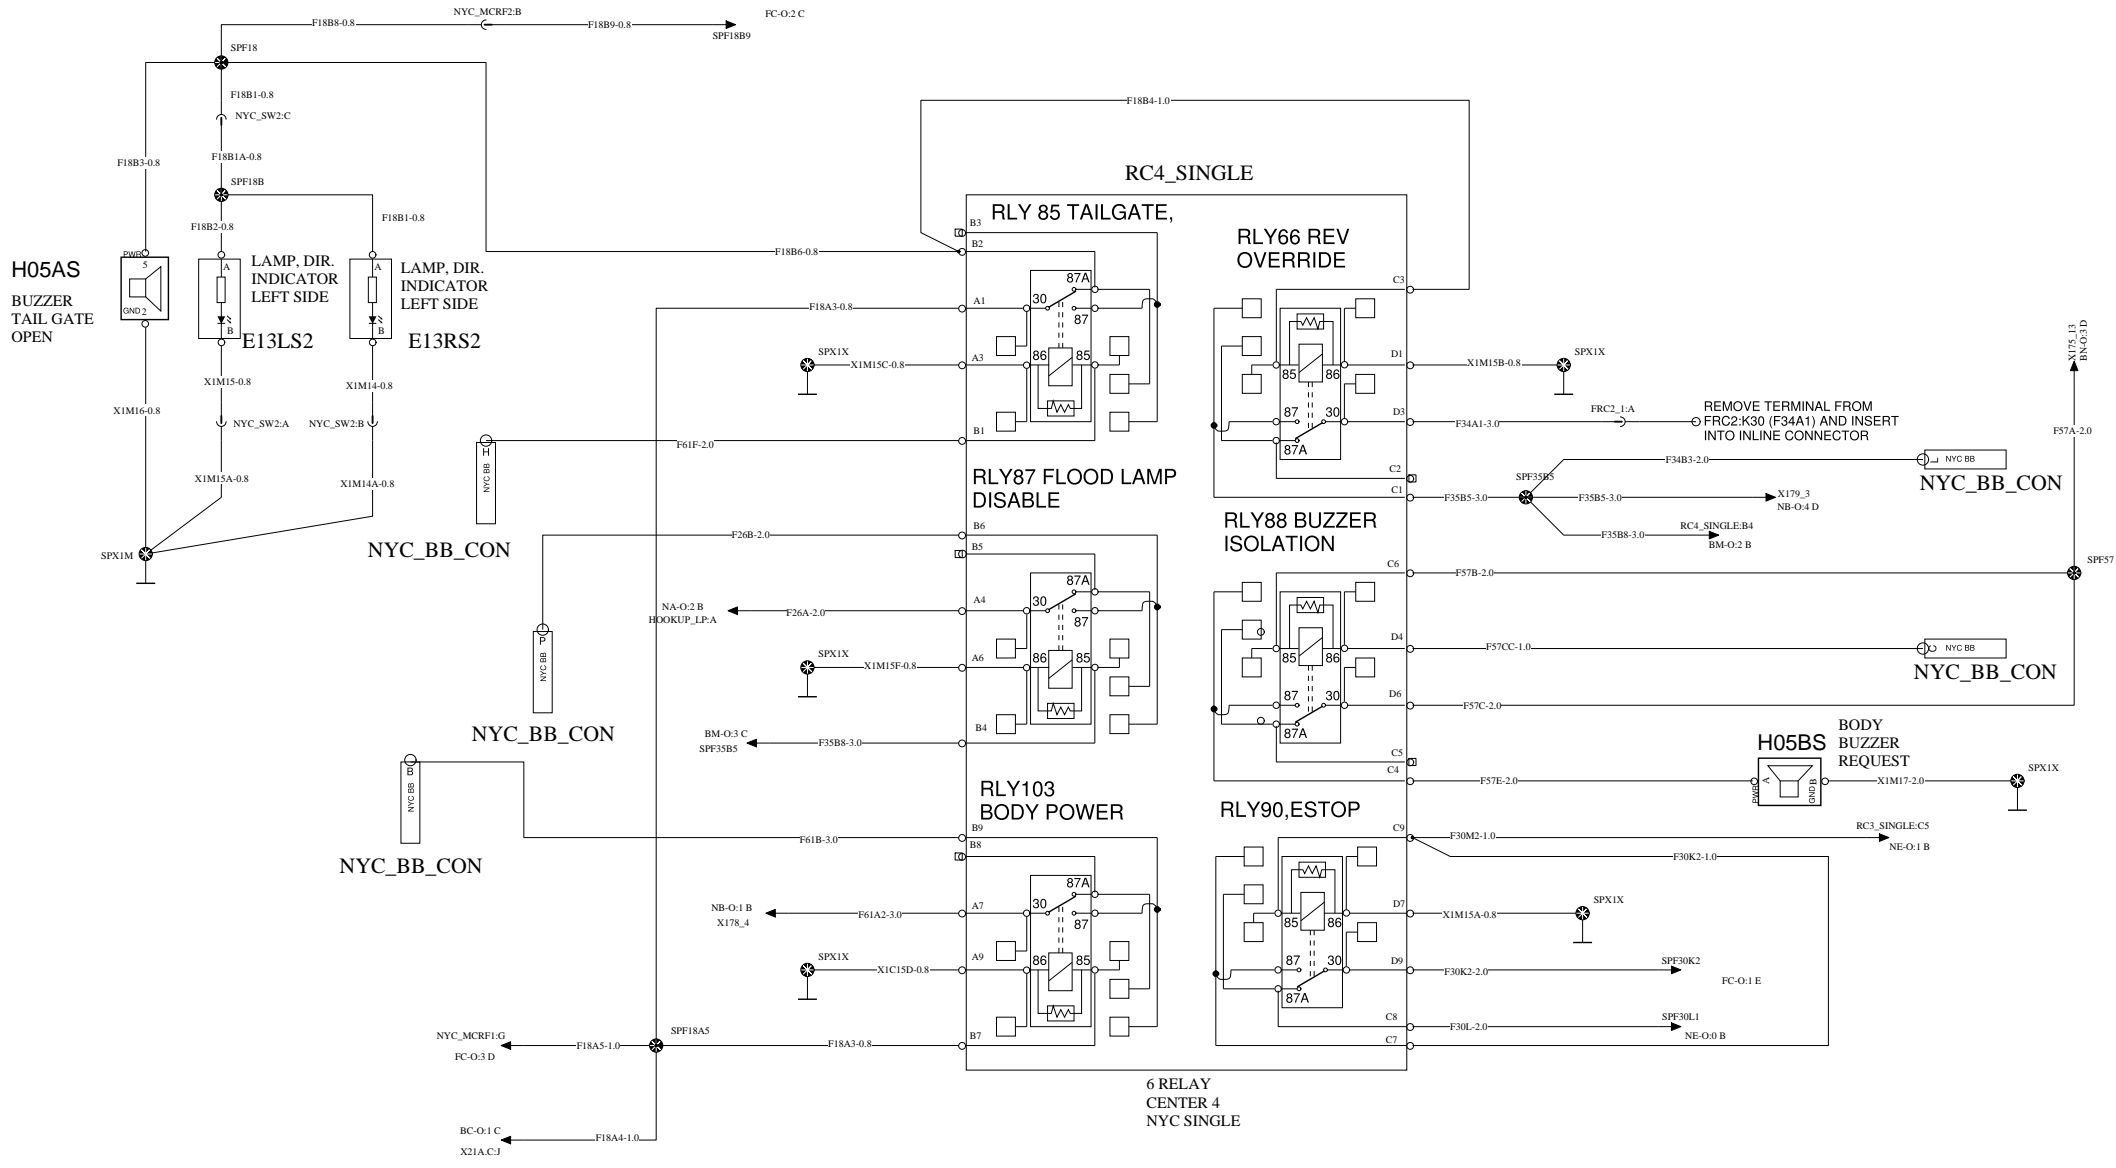 NYC_MCRF2:B
FC-O:2 C
F18B8-0.8
F18B9-0.8
SPF18B9
SPF18
F18B1-0.8
NYC_SW2:C
F18B3-0.8
F18B1A-0.8
SPF18B
F18B2-0.8
F18B1-0.8
H05AS
BUZZER
TAIL GATE
OPEN
PWR
5
GND 2
A
B
LAMP, DIR.
INDICATOR
LEFT SIDE
E13LS2
A
B
LAMP, DIR.
INDICATOR
LEFT SIDE
E13RS2
X1M15-0.8
X1M14-0.8
X1M16-0.8
NYC_SW2:A
NYC_SW2:B
X1M15A-0.8
X1M14A-0.8
SPX1M
H
NYC BB
NYC_BB_CON
P
NYC BB
NYC_BB_CON
B
NYC BB
NYC_BB_CON
F18B4-1.0
RC4_SINGLE
F18B6-0.8
F18A3-0.8
SPX1X
X1M15C-0.8
F61F-2.0
B3
B2
A1
A3
B1
RLY 85 TAILGATE,
87A
30
87
86
85
F26B-2.0
NA-O:2 B
HOOKUP_LP:A
F26A-2.0
SPX1X
X1M15F-0.8
BM-O:3 C
SPF35B5
F35B8-3.0
RLY87 FLOOD LAMP
DISABLE
B6
B5
A4
A6
B4
87A
30
87
86
85
F61B-3.0
NB-O:1 B
X178_4
F61A2-3.0
SPX1X
X1C15D-0.8
RLY103
BODY POWER
B9
B8
A7
A9
B7
87A
30
87
86
85
NYC_MCRF1:G
FC-O:3 D
F18A5-1.0
SPF18A5
F18A3-0.8
BC-O:1 C
X21A,C:J
F18A4-1.0
RLY66 REV
OVERRIDE
C3
D1
D3
C2
C1
85
86
87
30
87A
X1M15B-0.8
SPX1X
F34A1-3.0
FRC2_1:A
REMOVE TERMINAL FROM
FRC2:K30 (F34A1) AND INSERT
INTO INLINE CONNECTOR
F34B3-2.0
L
NYC BB
NYC_BB_CON
SPF35B5
F35B5-3.0
F35B5-3.0
X179_3
NB-O:4 D
RC4_SINGLE:B4
F35B8-3.0
BM-O:2 B
RLY88 BUZZER
ISOLATION
C6
D4
D6
C5
C4
85
86
87
30
87A
F57B-2.0
SPF57
X175_13
BN-O:3 D
F57A-2.0
F57CC-1.0
C
NYC BB
NYC_BB_CON
F57C-2.0
F57E-2.0
H05BS
BODY
BUZZER
REQUEST
A
PWR
B
GND
X1M17-2.0
SPX1X
RLY90,ESTOP
C9
D7
D9
C8
C7
85
86
87
30
87A
F30M2-1.0
RC3_SINGLE:C5
NE-O:1 B
F30K2-1.0
X1M15A-0.8
SPX1X
F30K2-2.0
SPF30K2
FC-O:1 E
F30L-2.0
SPF30L1
NE-O:0 B
6 RELAY
CENTER 4
NYC SINGLE